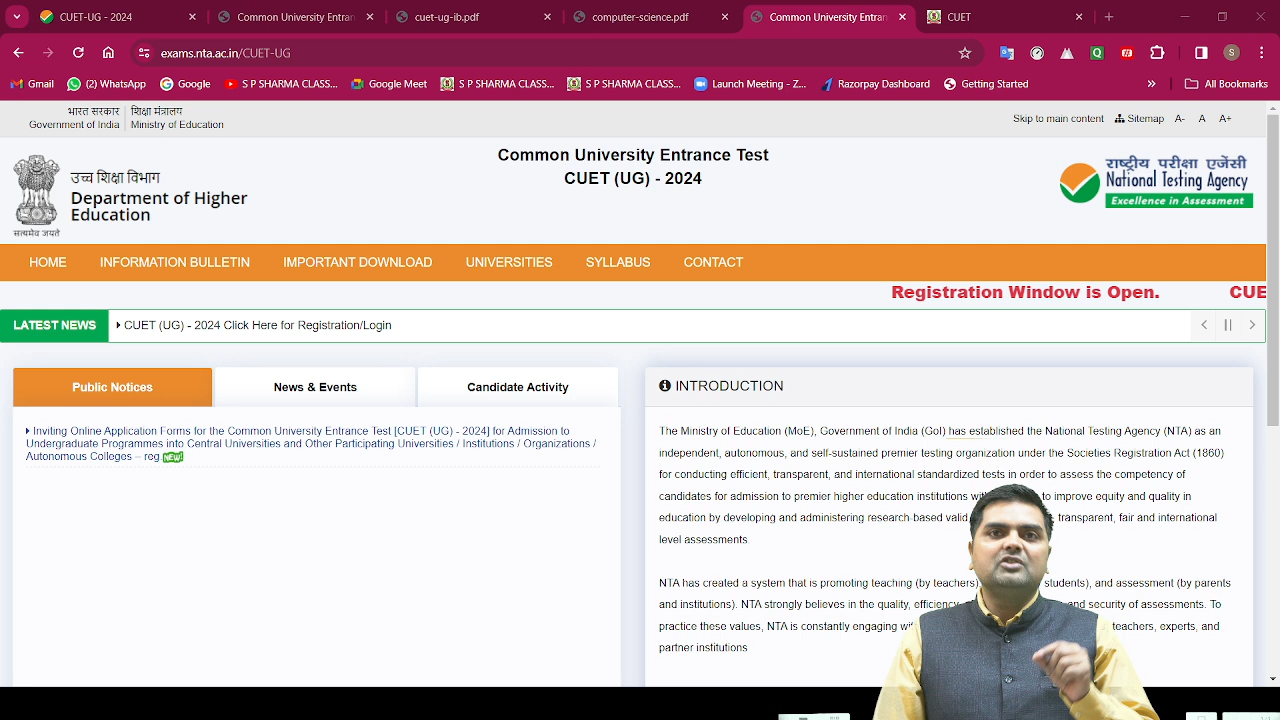 CUET-UG - 2024
Common University Entran
cuet-ug-ib.pdf
computer-science.pdf
Common University Entran
CUET
exams.nta.ac.in/CUET-UG
Gmail
(2) WhatsApp
Google
S P SHARMA CLASS...
Google Meet
S P SHARMA CLASS...
S P SHARMA CLASS...
Launch Meeting - Z...
Razorpay Dashboard
Getting Started
»
All Bookmarks
भारत सरकार
Government of India
शिक्षा मंत्रालय
Ministry of Education
Skip to main content
Sitemap
A-
A
A+
उच्च शिक्षा विभाग
Department of Higher
Education
सत्यमेव जयते
Common University Entrance Test
CUET (UG) - 2024
राष्ट्रीय परीक्षा एजेंसी
National Testing Agency
Excellence in Assessment
HOME
INFORMATION BULLETIN
IMPORTANT DOWNLOAD
UNIVERSITIES
SYLLABUS
CONTACT
Registration Window is Open.
CUE
LATEST NEWS
CUET (UG) - 2024 Click Here for Registration/Login
Public Notices
News & Events
Candidate Activity
Inviting Online Application Forms for the Common University Entrance Test [CUET (UG) - 2024] for Admission to
Undergraduate Programmes into Central Universities and Other Participating Universities / Institutions / Organizations /
Autonomous Colleges – reg NEW!
INTRODUCTION
The Ministry of Education (MoE), Government of India (GoI) has established the National Testing Agency (NTA) as an
independent, autonomous, and self-sustained premier testing organization under the Societies Registration Act (1860)
for conducting efficient, transparent, and international standardized tests in order to assess the competency of
candidates for admission to premier higher education institutions to improve equity and quality in
education by developing and administering research-based valid transparent, fair and international
level assessments
NTA has created a system that is promoting teaching (by teachers) students), and assessment (by parents
and institutions). NTA strongly believes in the quality, efficiency and security of assessments. To
practice these values, NTA is constantly engaging teachers, experts, and
partner institutions